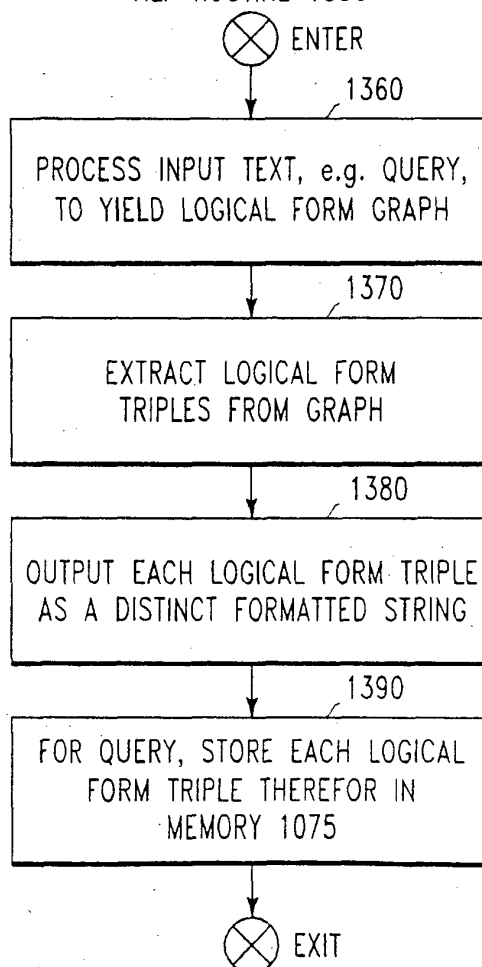 ENTER
1360
PROCESS INPUT TEXT, e.g. QUERY,
TO YIELD LOGICAL FORM GRAPH
1370
EXTRACT LOGICAL FORM
TRIPLES FROM GRAPH
1380
OUTPUT EACH LOGICAL FORM TRIPLE
AS A DISTINCT FORMATTED STRING
1390
FOR QUERY, STORE EACH LOGICAL
FORM TRIPLE THEREFOR IN
MEMORY 1075
EXIT